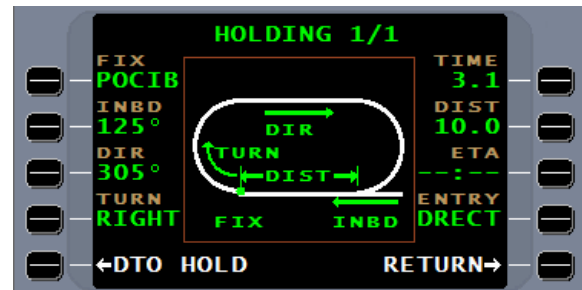 HOLDING 1/1
FIX TIME
POCIB 3.1
INBD DIST
125° DIR 10.0
DIR TURN ETA
305° DIST --:--
TURN ENTRY
RIGHT FIX INBD DRECT
←DTO HOLD RETURN→